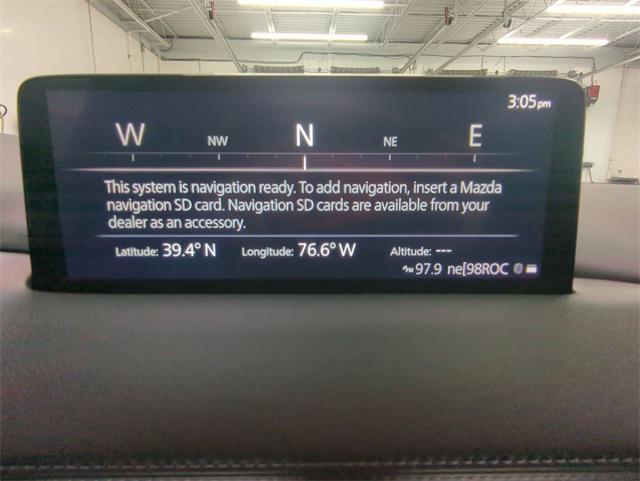 3:05pm
W NW N NE E
This system is navigation ready. To add navigation, insert a Mazda
navigation SD card. Navigation SD cards are available from your
dealer as an accessory.
Latitude: 39.4° N Longitude: 76.6° W Altitude: ---
97.9 ne[98ROC